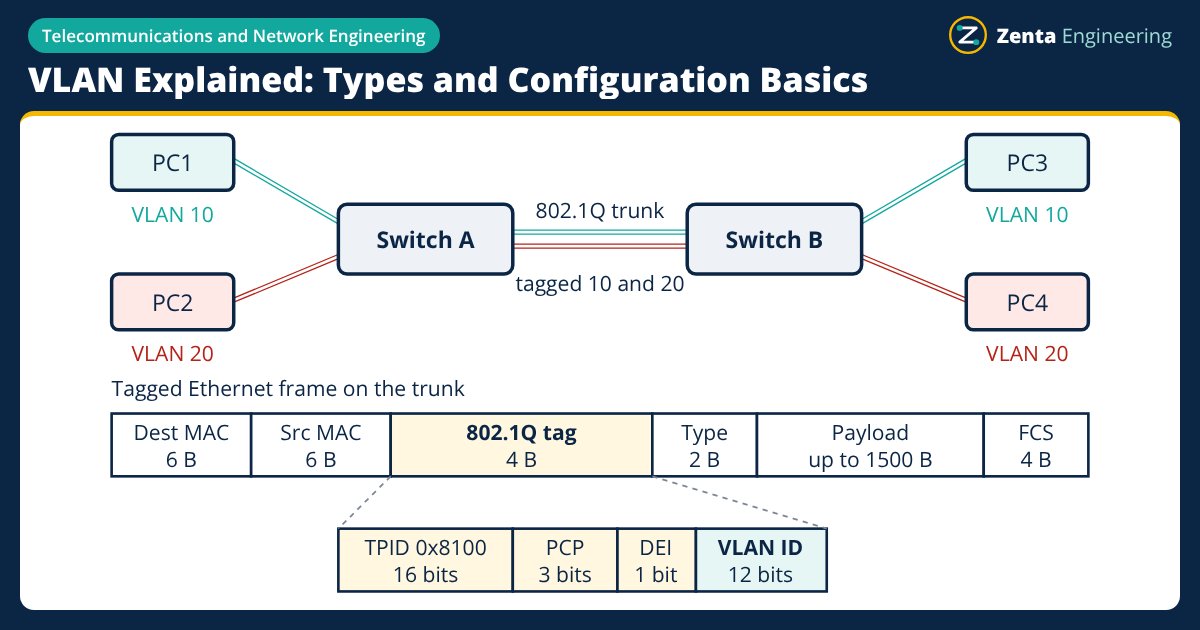 Telecommunications and Network Engineering
Zenta Engineering
VLAN Explained: Types and Configuration Basics
PC1
VLAN 10
PC2
VLAN 20
Switch A
802.1Q trunk
tagged 10 and 20
Switch B
PC3
VLAN 10
PC4
VLAN 20
Tagged Ethernet frame on the trunk
Dest MAC
6 B
Src MAC
6 B
802.1Q tag
4 B
Type
2 B
Payload
up to 1500 B
FCS
4 B
TPID 0x8100
16 bits
PCP
3 bits
DEI
1 bit
VLAN ID
12 bits